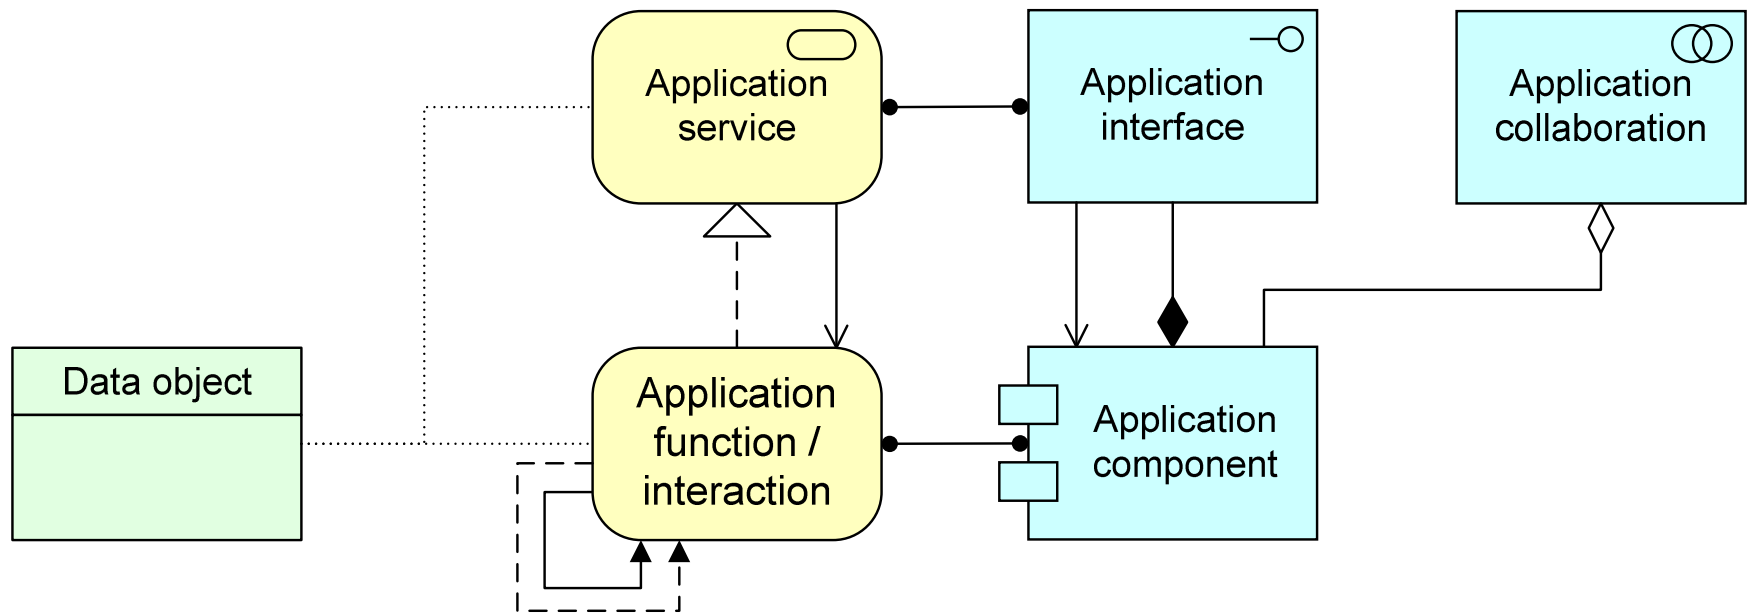 Application
service
Application
interface
Application
collaboration
Data object
Application
function /
interaction
Application
component